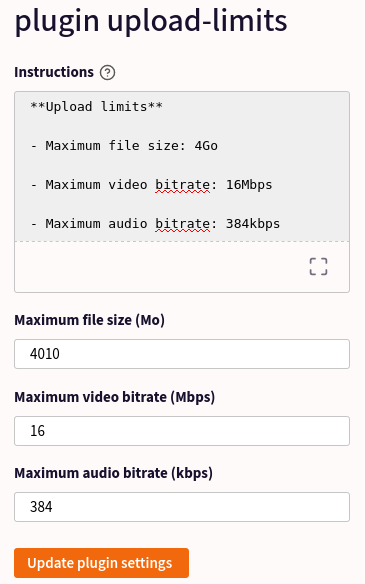 plugin upload-limits
Instructions
**Upload limits**
- Maximum file size: 4Go
- Maximum video bitrate: 16Mbps
- Maximum audio bitrate: 384kbps
Maximum file size (Mo)
4010
Maximum video bitrate (Mbps)
16
Maximum audio bitrate (kbps)
384
Update plugin settings